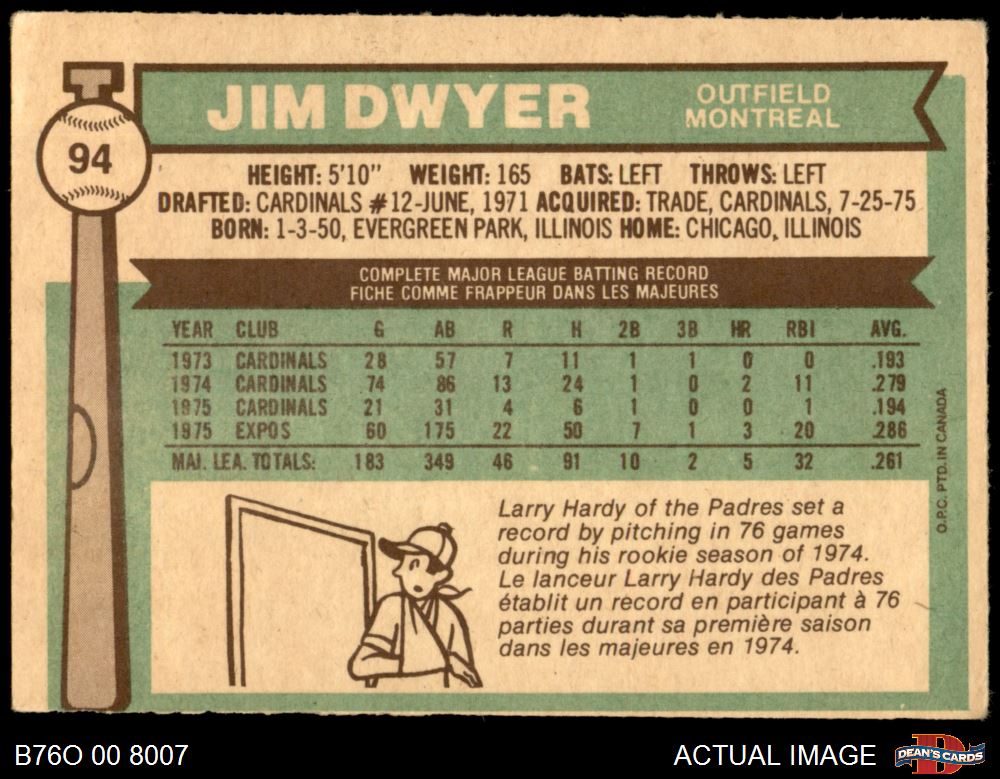 94
JIM DWYER
OUTFIELD
MONTREAL
HEIGHT: 5'10" WEIGHT: 165 BATS: LEFT THROWS: LEFT
DRAFTED: CARDINALS #12-JUNE, 1971 ACQUIRED: TRADE, CARDINALS, 7-25-75
BORN: 1-3-50, EVERGREEN PARK, ILLINOIS HOME: CHICAGO, ILLINOIS
COMPLETE MAJOR LEAGUE BATTING RECORD
FICHE COMME FRAPPEUR DANS LES MAJEURES
YEAR CLUB G AB R H 2B 3B HR RBI AVG.
1973 CARDINALS 28 57 7 11 1 1 0 0 .193
1974 CARDINALS 74 86 13 24 1 0 2 11 .279
1975 CARDINALS 21 31 4 6 1 0 0 1 .194
1975 EXPOS 60 175 22 50 7 1 3 20 .286
MAJ. LEA. TOTALS: 183 349 46 91 10 2 5 32 .261
Larry Hardy of the Padres set a
record by pitching in 76 games
during his rookie season of 1974.
Le lanceur Larry Hardy des Padres
établit un record en participant à 76
parties durant sa première saison
dans les majeures en 1974.
O.P.C. PTD. IN CANADA
B76O 00 8007
ACTUAL IMAGE
DEAN'S CARDS